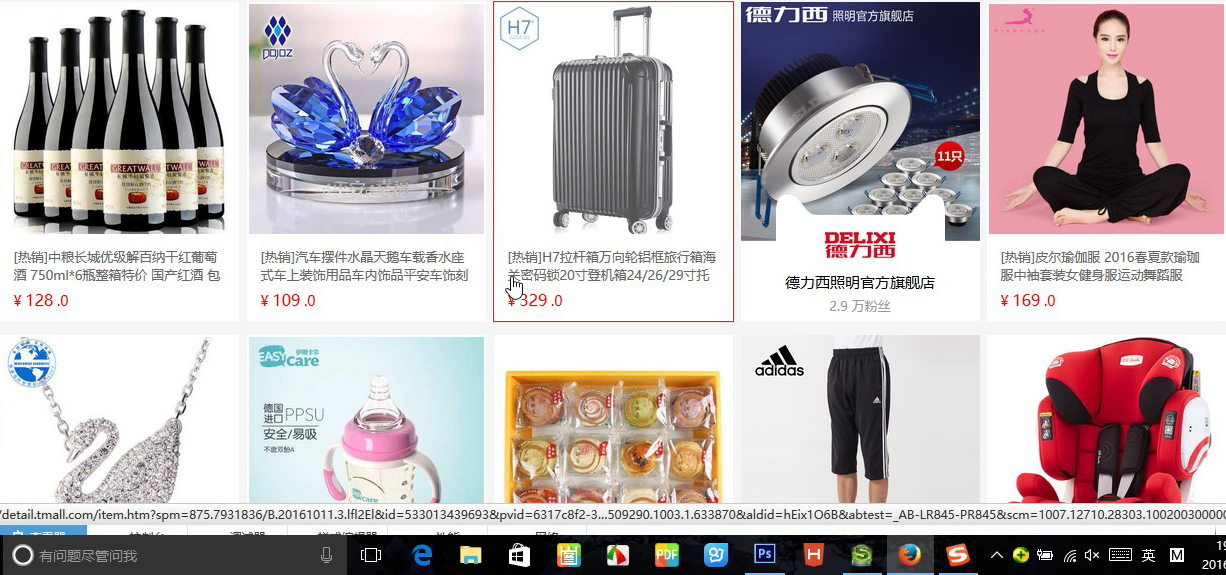 GREATWALL
POJOZ
H7
德力西 照明官方旗舰店
PIERYOGA
11只
DELIXI
德力西
[热销]中粮长城优级解百纳干红葡萄
酒 750ml*6瓶整箱特价 国产红酒 包
¥ 128 .0
[热销]汽车摆件水晶天鹅车载香水座
式车上装饰用品车内饰品平安车饰刻
¥ 109 .0
[热销]H7拉杆箱万向轮铝框旅行箱海
关密码锁20寸登机箱24/26/29寸托
¥ 329 .0
德力西照明官方旗舰店
2.9 万粉丝
[热销]皮尔瑜伽服 2016春夏款瑜珈
服中袖套装女健身服运动舞蹈服
¥ 169 .0
EASY Care
德国
进口 PPSU
安全/易吸
不含双酚A
adidas
/detail.tmall.com/item.htm?spm=875.7931836/B.20161011.3.lfl2El&id=533013439693&pvid=6317c8f2-3...509290.1003.1.633870&aldid=hEix1O6B&abtest=_AB-LR845-PR845&scm=1007.12710.28303.100200300000
有问题尽管问我
PDF
Ps
H
S
英
M